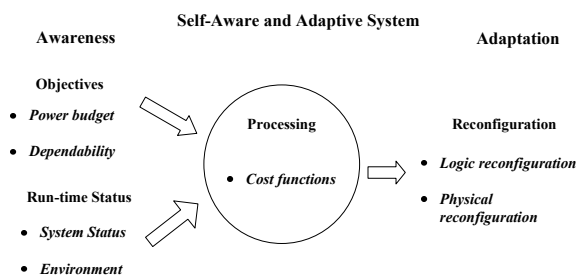 Self-Aware and Adaptive System
Awareness
Objectives
• Power budget
• Dependability
Run-time Status
• System Status
• Environment
Processing
• Cost functions
Adaptation
Reconfiguration
• Logic reconfiguration
• Physical
reconfiguration